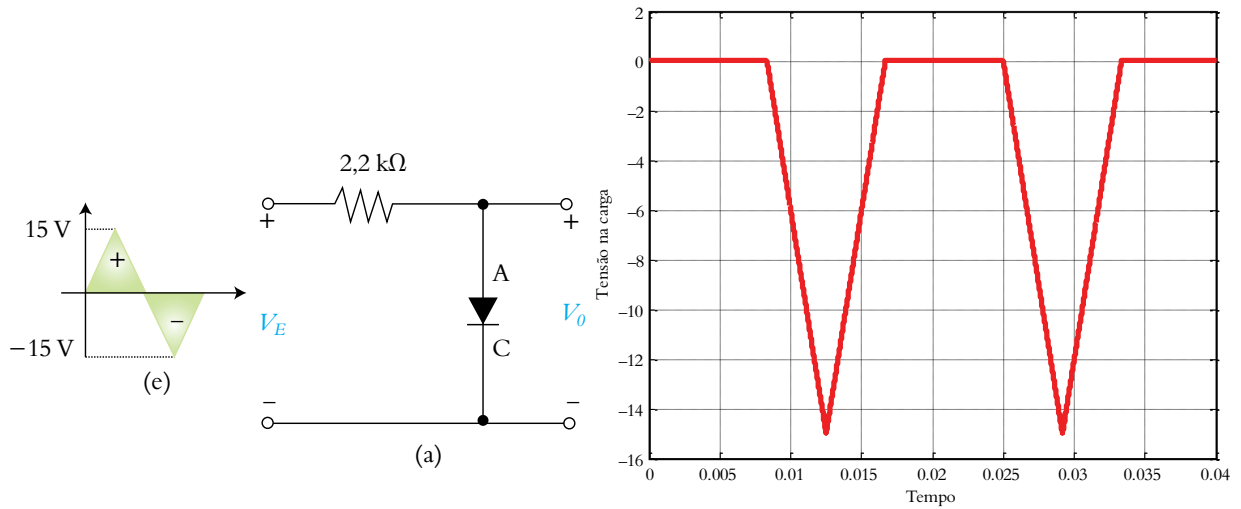 15 V
+
−
−15 V
(e)
2,2 kΩ
+
+
A
V_E
V_0
C
−
−
(a)
Tensão na carga
2
0
−2
−4
−6
−8
−10
−12
−14
−16
0
0.005
0.01
0.015
0.02
0.025
0.03
0.035
0.04
Tempo